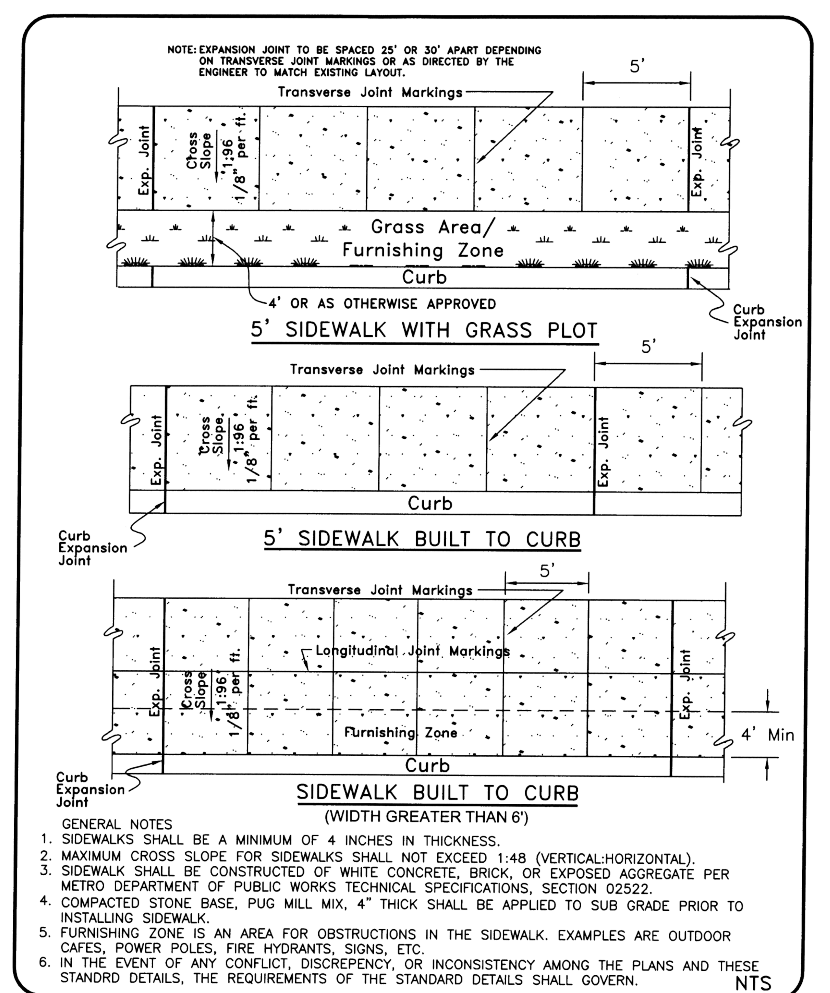 NOTE: EXPANSION JOINT TO BE SPACED 25' OR 30' APART DEPENDING
ON TRANSVERSE JOINT MARKINGS OR AS DIRECTED BY THE
ENGINEER TO MATCH EXISTING LAYOUT.
5'
Transverse Joint Markings
Exp. Joint
Cross
Slope
1:96
1/8" per ft.
Exp. Joint
Grass Area/
Furnishing Zone
Curb
4' OR AS OTHERWISE APPROVED
Curb
Expansion
Joint
5' SIDEWALK WITH GRASS PLOT
5'
Transverse Joint Markings
Exp. Joint
Cross
Slope
1:96
1/8" per ft.
Exp. Joint
Curb
Curb
Expansion
Joint
5' SIDEWALK BUILT TO CURB
5'
Transverse Joint Markings
Longitudinal Joint Markings
Exp. Joint
Cross
Slope
1:96
1/8" per ft.
Exp. Joint
Furnishing Zone
4' Min
Curb
Curb
Expansion
Joint
SIDEWALK BUILT TO CURB
(WIDTH GREATER THAN 6')
GENERAL NOTES
1. SIDEWALKS SHALL BE A MINIMUM OF 4 INCHES IN THICKNESS.
2. MAXIMUM CROSS SLOPE FOR SIDEWALKS SHALL NOT EXCEED 1:48 (VERTICAL:HORIZONTAL).
3. SIDEWALK SHALL BE CONSTRUCTED OF WHITE CONCRETE, BRICK, OR EXPOSED AGGREGATE PER
METRO DEPARTMENT OF PUBLIC WORKS TECHNICAL SPECIFICATIONS, SECTION 02522.
4. COMPACTED STONE BASE, PUG MILL MIX, 4" THICK SHALL BE APPLIED TO SUB GRADE PRIOR TO
INSTALLING SIDEWALK.
5. FURNISHING ZONE IS AN AREA FOR OBSTRUCTIONS IN THE SIDEWALK. EXAMPLES ARE OUTDOOR
CAFES, POWER POLES, FIRE HYDRANTS, SIGNS, ETC.
6. IN THE EVENT OF ANY CONFLICT, DISCREPENCY, OR INCONSISTENCY AMONG THE PLANS AND THESE
STANDRD DETAILS, THE REQUIREMENTS OF THE STANDARD DETAILS SHALL GOVERN.
NTS